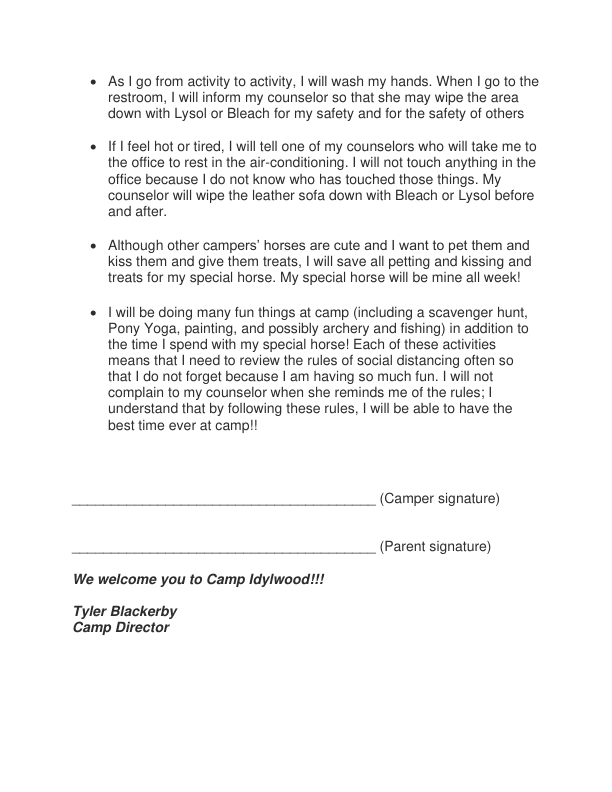 • As I go from activity to activity, I will wash my hands. When I go to the
restroom, I will inform my counselor so that she may wipe the area
down with Lysol or Bleach for my safety and for the safety of others
• If I feel hot or tired, I will tell one of my counselors who will take me to
the office to rest in the air-conditioning. I will not touch anything in the
office because I do not know who has touched those things. My
counselor will wipe the leather sofa down with Bleach or Lysol before
and after.
• Although other campers’ horses are cute and I want to pet them and
kiss them and give them treats, I will save all petting and kissing and
treats for my special horse. My special horse will be mine all week!
• I will be doing many fun things at camp (including a scavenger hunt,
Pony Yoga, painting, and possibly archery and fishing) in addition to
the time I spend with my special horse! Each of these activities
means that I need to review the rules of social distancing often so
that I do not forget because I am having so much fun. I will not
complain to my counselor when she reminds me of the rules; I
understand that by following these rules, I will be able to have the
best time ever at camp!!
________________________________________ (Camper signature)
________________________________________ (Parent signature)
We welcome you to Camp Idylwood!!!
Tyler Blackerby
Camp Director